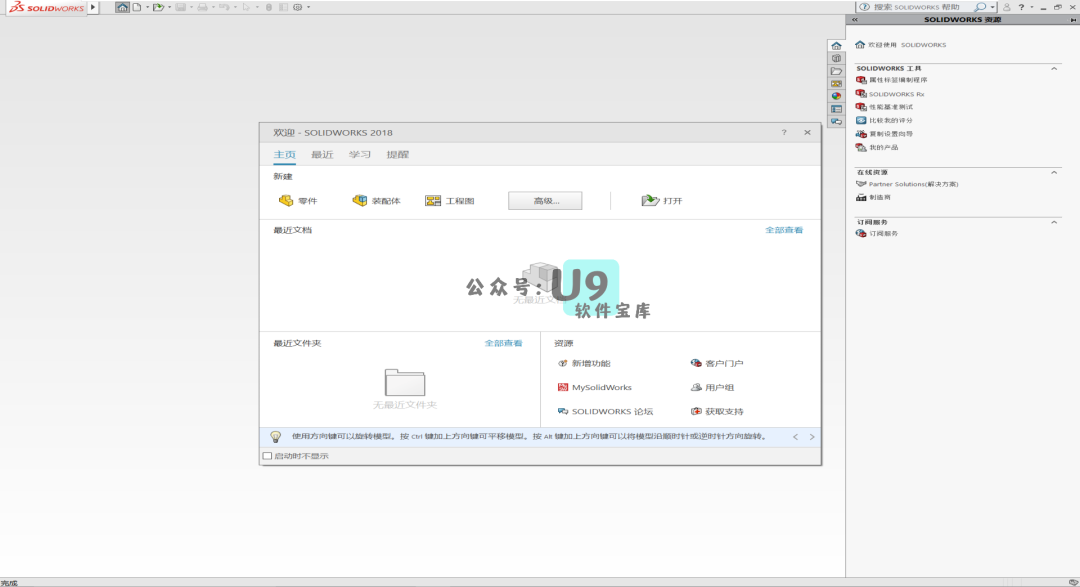 SOLIDWORKS
搜索 SOLIDWORKS 帮助
?
SOLIDWORKS 资源
欢迎使用 SOLIDWORKS
SOLIDWORKS 工具
属性标签编制程序
SOLIDWORKS Rx
性能基准测试
比较我的评分
复制设置向导
我的产品
在线资源
Partner Solutions(解决方案)
制造商
订阅服务
订阅服务
欢迎 - SOLIDWORKS 2018
?
主页 最近 学习 提醒
新建
零件 装配体 工程图 高级... 打开
最近文档 全部查看
无最近文
公众号: U9
软件宝库
最近文件夹 全部查看
无最近文件夹
资源
新增功能 客户门户
MySolidWorks 用户组
SOLIDWORKS 论坛 获取支持
使用方向键可以旋转模型。按 Ctrl 键加上方向键可平移模型。按 Alt 键加上方向键可以将模型沿顺时针或逆时针方向旋转。
启动时不显示
完成